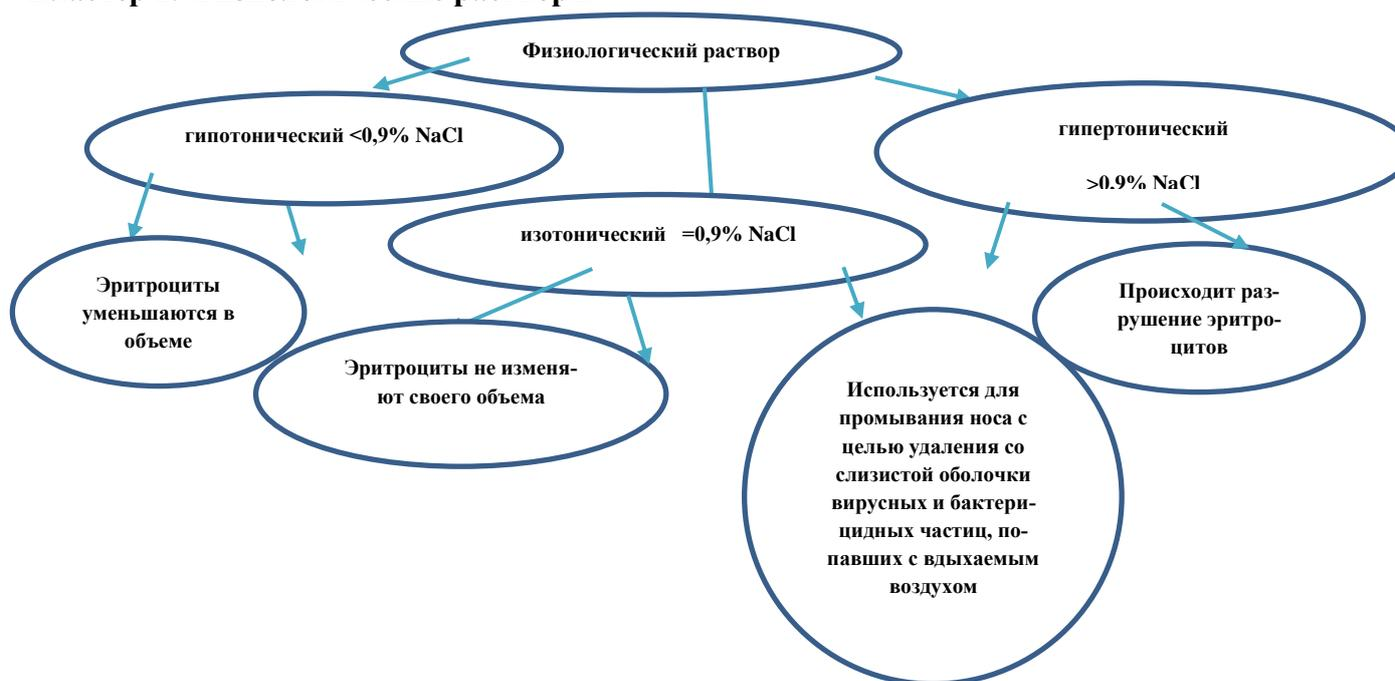 Физиологический раствор
гипотонический <0,9% NaCl
гипертонический
>0,9% NaCl
изотонический =0,9% NaCl
Эритроциты
уменьшаются в
объеме
Происходит раз-
рушение эритро-
цитов
Эритроциты не изменя-
ют своего объема
Используется для
промывания носа с
целью удаления со
слизистой оболочки
вирусных и бактери-
цидных частиц, по-
павших с вдыхаемым
воздухом